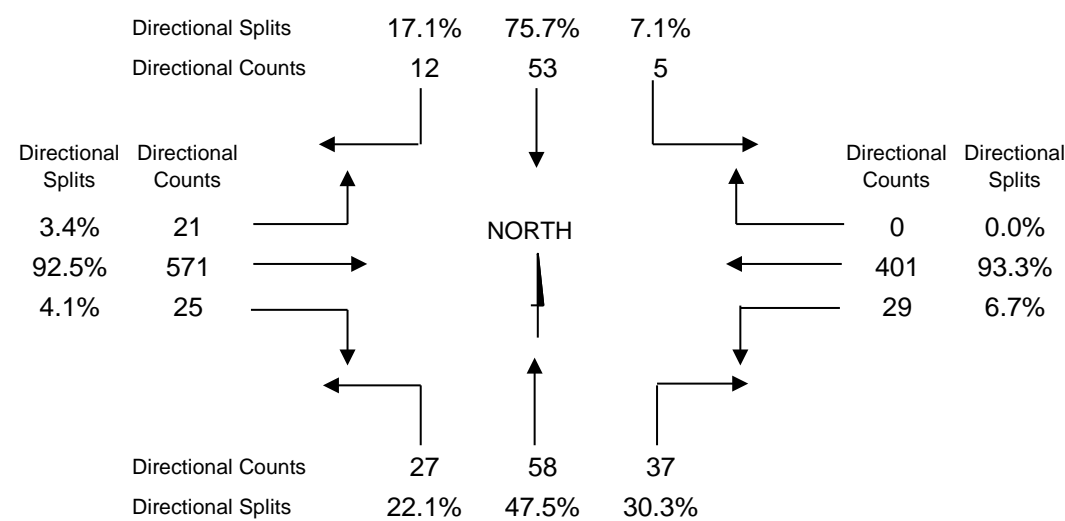 Directional Splits 17.1% 75.7% 7.1%
Directional Counts 12 53 5
Directional Directional Directional Directional
Splits Counts Counts Splits
3.4% 21 NORTH 0 0.0%
92.5% 571 401 93.3%
4.1% 25 29 6.7%
Directional Counts 27 58 37
Directional Splits 22.1% 47.5% 30.3%